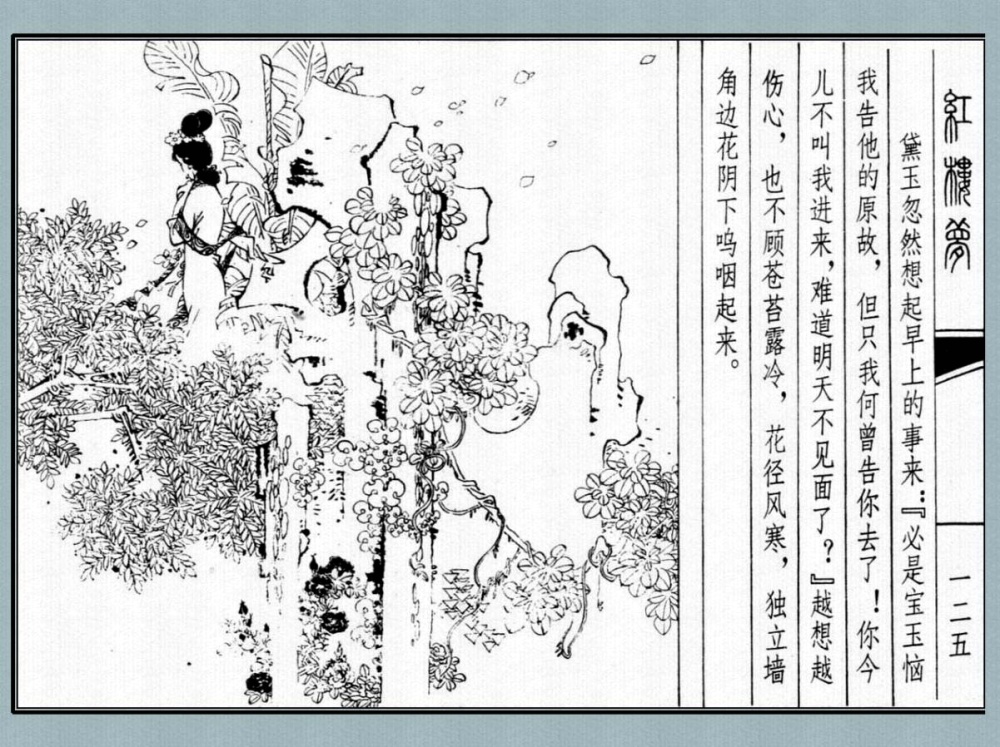 紅樓夢
一二五
黛玉忽然想起早上的事来：『必是宝玉恼
我告他的原故，但只我何曾告你去了！你今
儿不叫我进来，难道明天不见面了？』越想越
伤心，也不顾苍苔露冷，花径风寒，独立墙
角边花阴下呜咽起来。